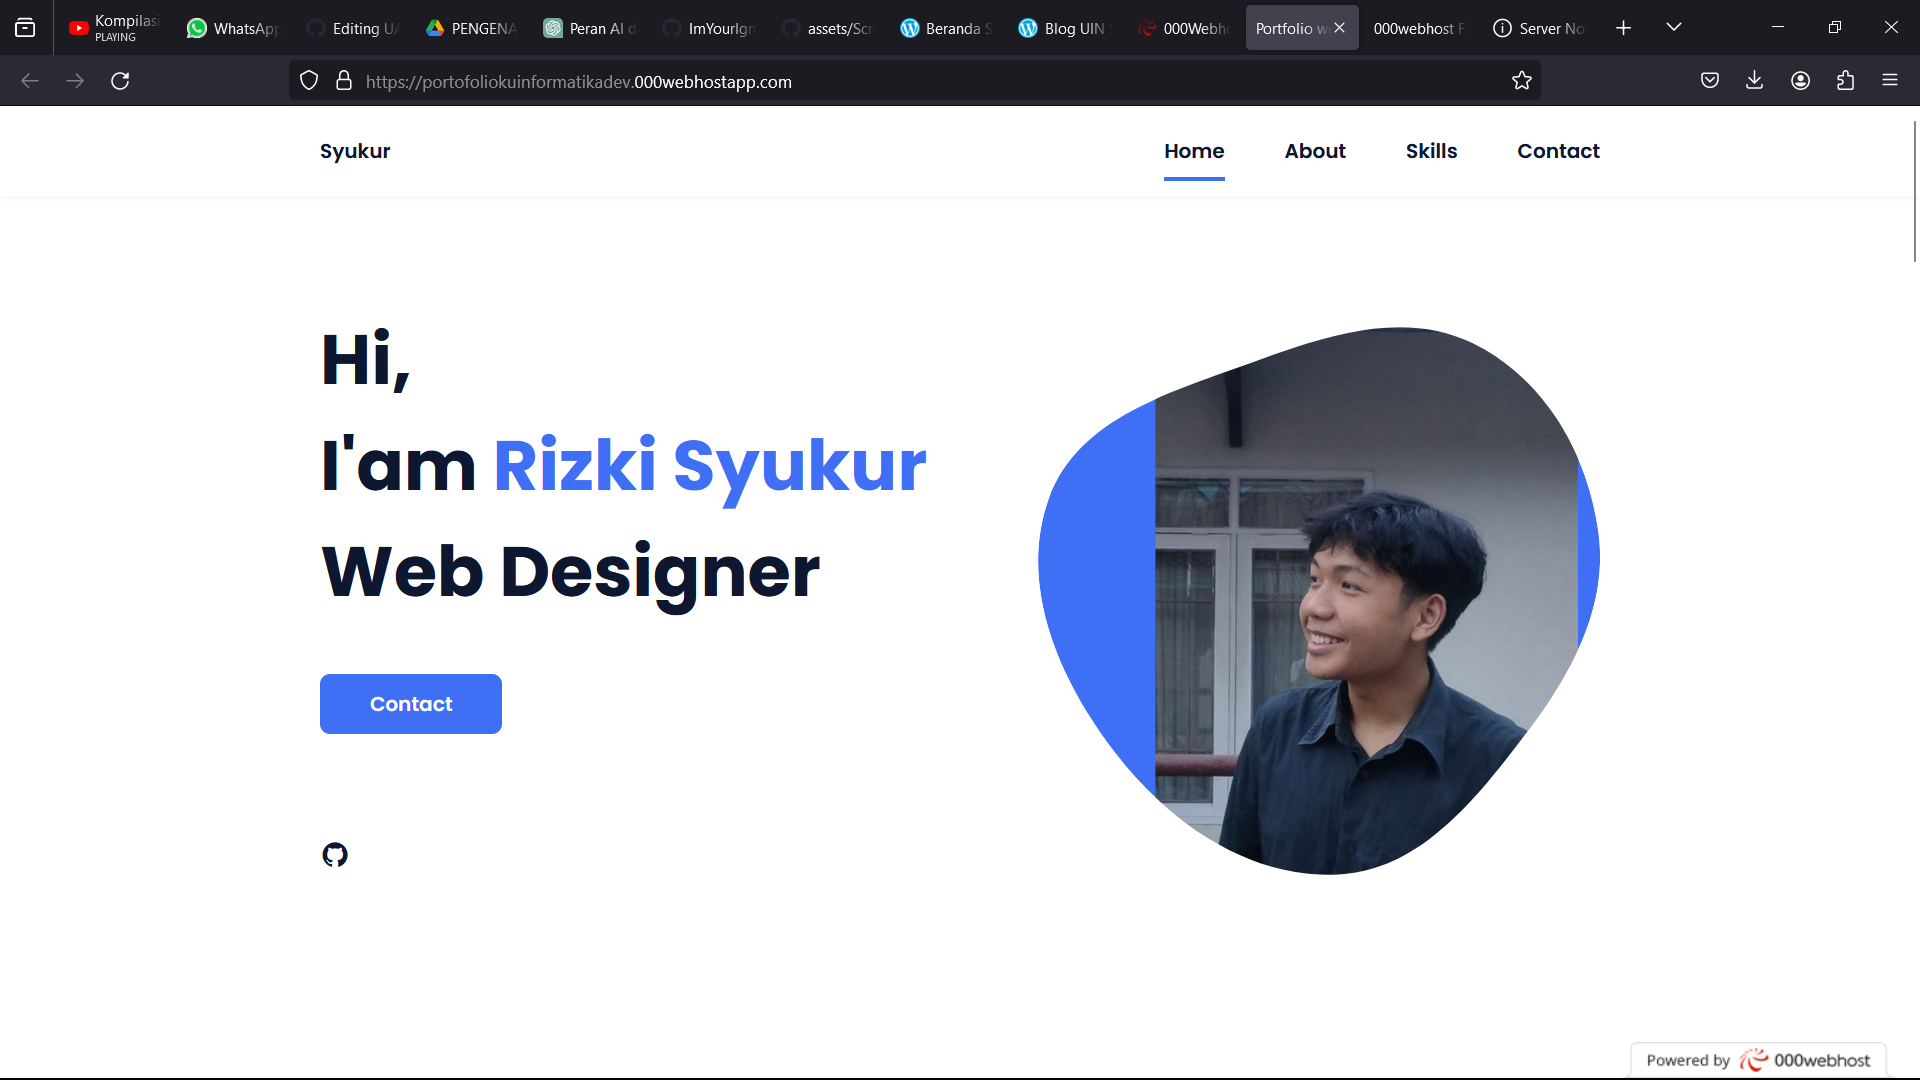 Kompilasi
PLAYING
WhatsApp
Editing
PENGENA
Peran AI d
ImYourIgn
assets/Scr
Beranda S
Blog UIN
000Webh
Portfolio w
000webhost F
Server No
https://portofoliokuinformatikadev.000webhostapp.com
Syukur
Home About Skills Contact
Hi,
I'am Rizki Syukur
Web Designer
Contact
Powered by 000webhost